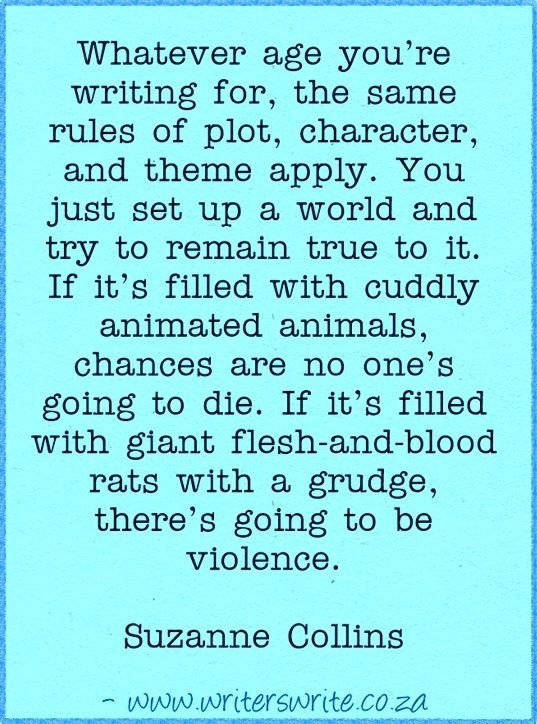 Whatever age you’re
writing for, the same
rules of plot, character,
and theme apply. You
just set up a world and
try to remain true to it.
If it’s filled with cuddly
animated animals,
chances are no one’s
going to die. If it’s filled
with giant flesh-and-blood
rats with a grudge,
there’s going to be
violence.
Suzanne Collins
- www.writerswrite.co.za